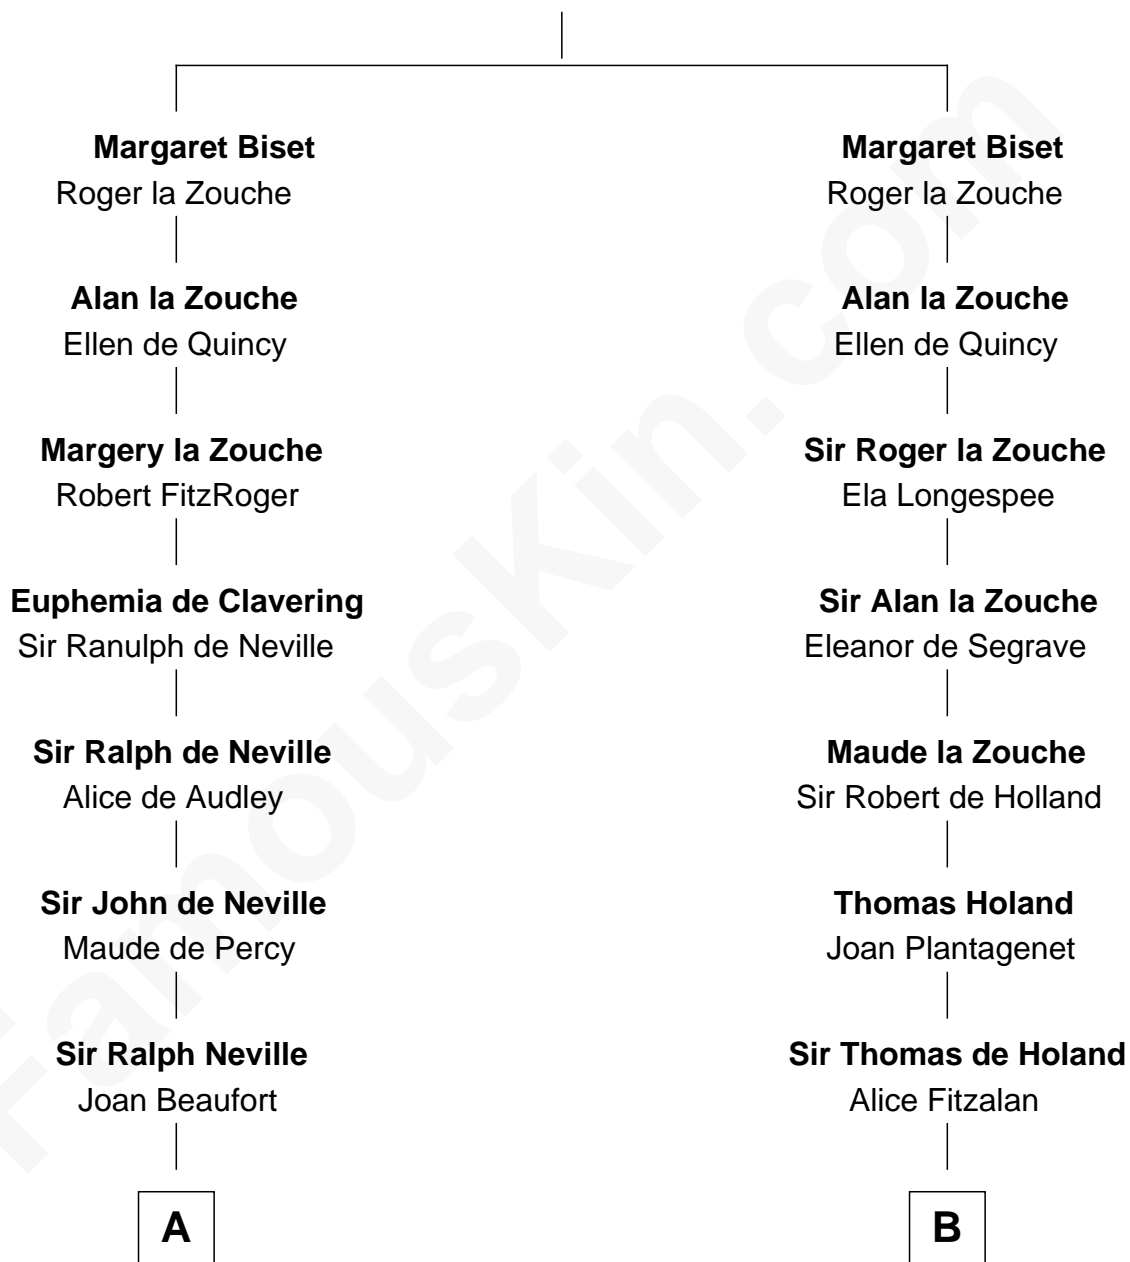 Margaret Biset
Roger la Zouche
Alan la Zouche
Ellen de Quincy
Margery la Zouche
Robert FitzRoger
Euphemia de Clavering
Sir Ranulph de Neville
Sir Ralph de Neville
Alice de Audley
Sir John de Neville
Maude de Percy
Sir Ralph Neville
Joan Beaufort
A
Margaret Biset
Roger la Zouche
Alan la Zouche
Ellen de Quincy
Sir Roger la Zouche
Ela Longespee
Sir Alan la Zouche
Eleanor de Segrave
Maude la Zouche
Sir Robert de Holland
Thomas Holand
Joan Plantagenet
Sir Thomas de Holand
Alice Fitzalan
B
FamousKin.com